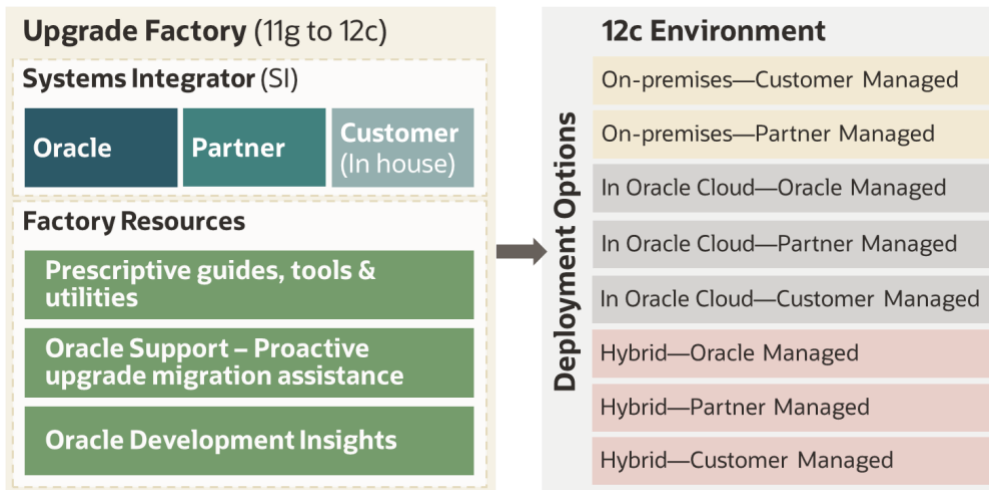 Upgrade Factory (11g to 12c)
Systems Integrator (SI)
Oracle
Partner
Customer
(In house)
Factory Resources
Prescriptive guides, tools &
utilities
Oracle Support – Proactive
upgrade migration assistance
Oracle Development Insights
12c Environment
Deployment Options
On-premises—Customer Managed
On-premises—Partner Managed
In Oracle Cloud—Oracle Managed
In Oracle Cloud—Partner Managed
In Oracle Cloud—Customer Managed
Hybrid—Oracle Managed
Hybrid—Partner Managed
Hybrid—Customer Managed